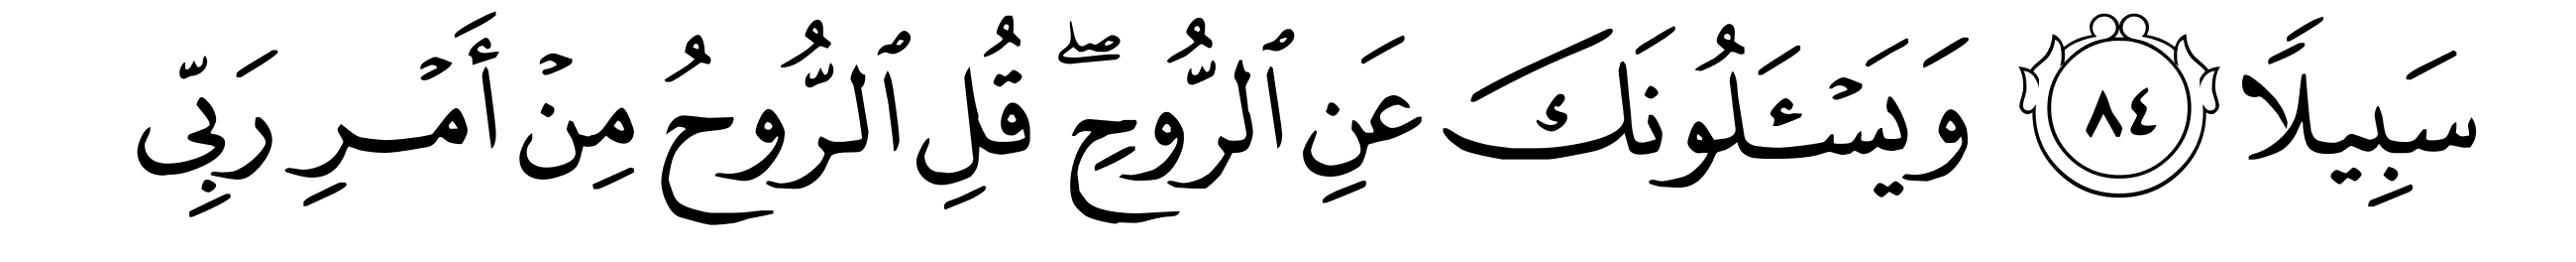 سَبِيلًا ٨٤ وَيَسْـَٔلُونَكَ عَنِ ٱلرُّوحِ ۖ قُلِ ٱلرُّوحُ مِنْ أَمْرِ رَبِّى